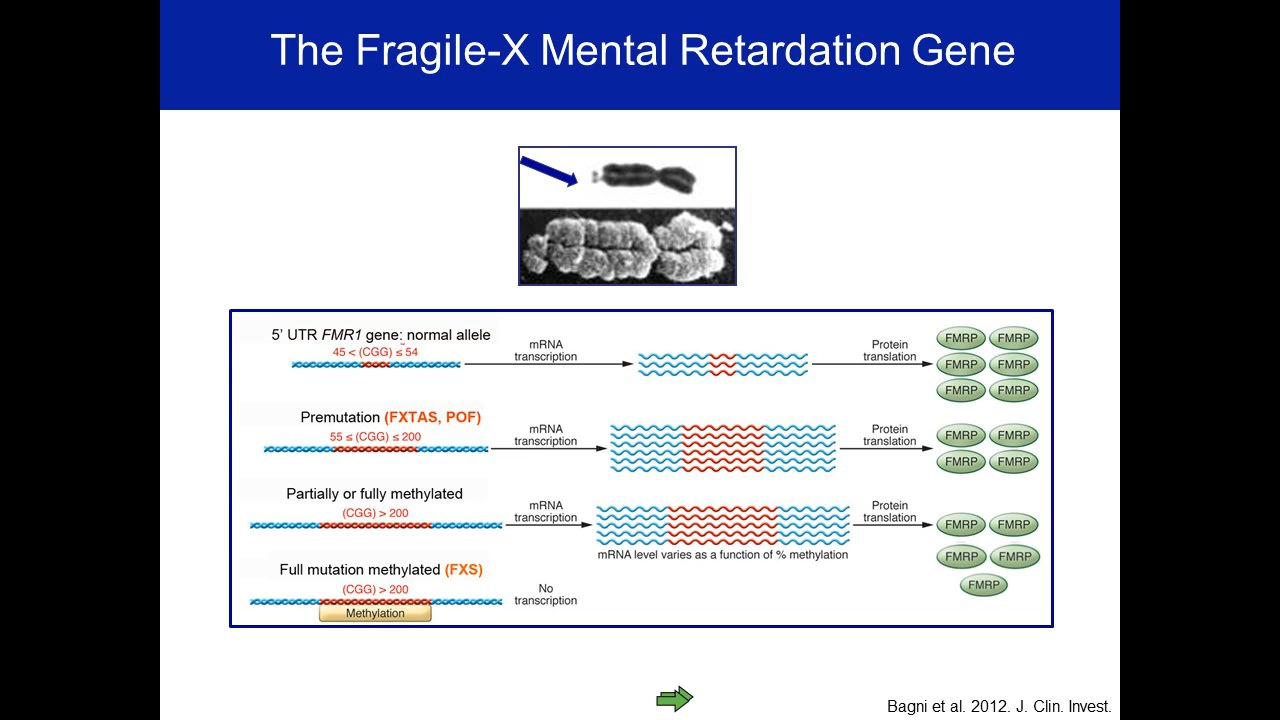 The Fragile-X Mental Retardation Gene
5' UTR FMR1 gene: normal allele
45 < (CGG) ≤ 54
mRNA
transcription
Protein
translation
FMRP FMRP
FMRP FMRP
FMRP FMRP
Premutation (FXTAS, POF)
55 ≤ (CGG) ≤ 200
mRNA
transcription
Protein
translation
FMRP FMRP
FMRP FMRP
Partially or fully methylated
(CGG) > 200
mRNA
transcription
mRNA level varies as a function of % methylation
Protein
translation
FMRP FMRP
FMRP FMRP
FMRP
Full mutation methylated (FXS)
(CGG) > 200
Methylation
No
transcription
Bagni et al. 2012. J. Clin. Invest.